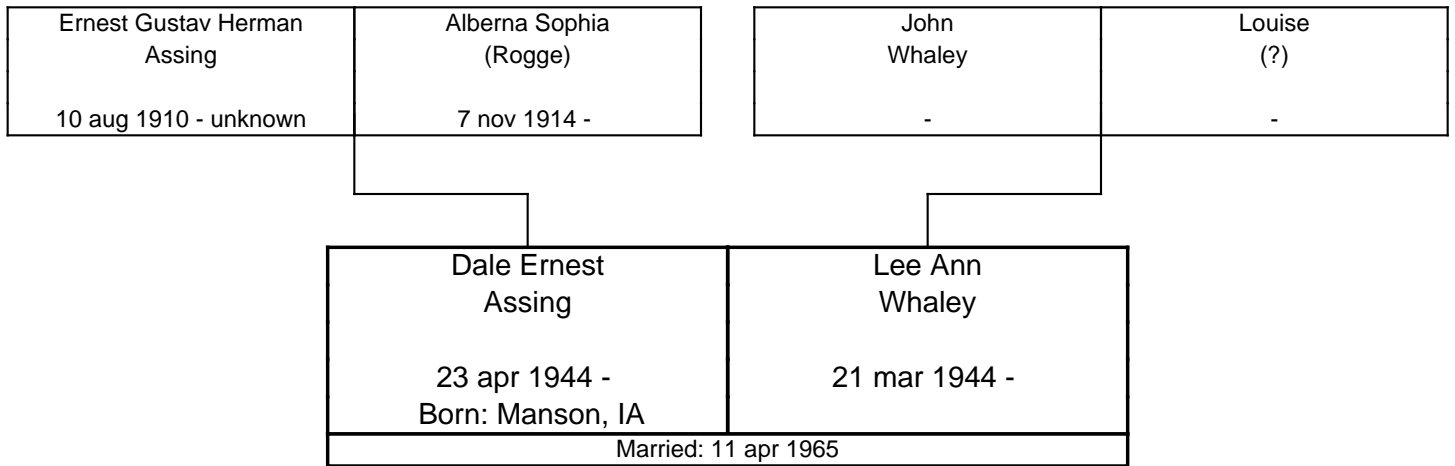 Ernest Gustav Herman
Assing
10 aug 1910 - unknown
Alberna Sophia
(Rogge)
7 nov 1914 -
John
Whaley
-
Louise
(?)
-
Dale Ernest
Assing
23 apr 1944 -
Born: Manson, IA
Lee Ann
Whaley
21 mar 1944 -
Married: 11 apr 1965